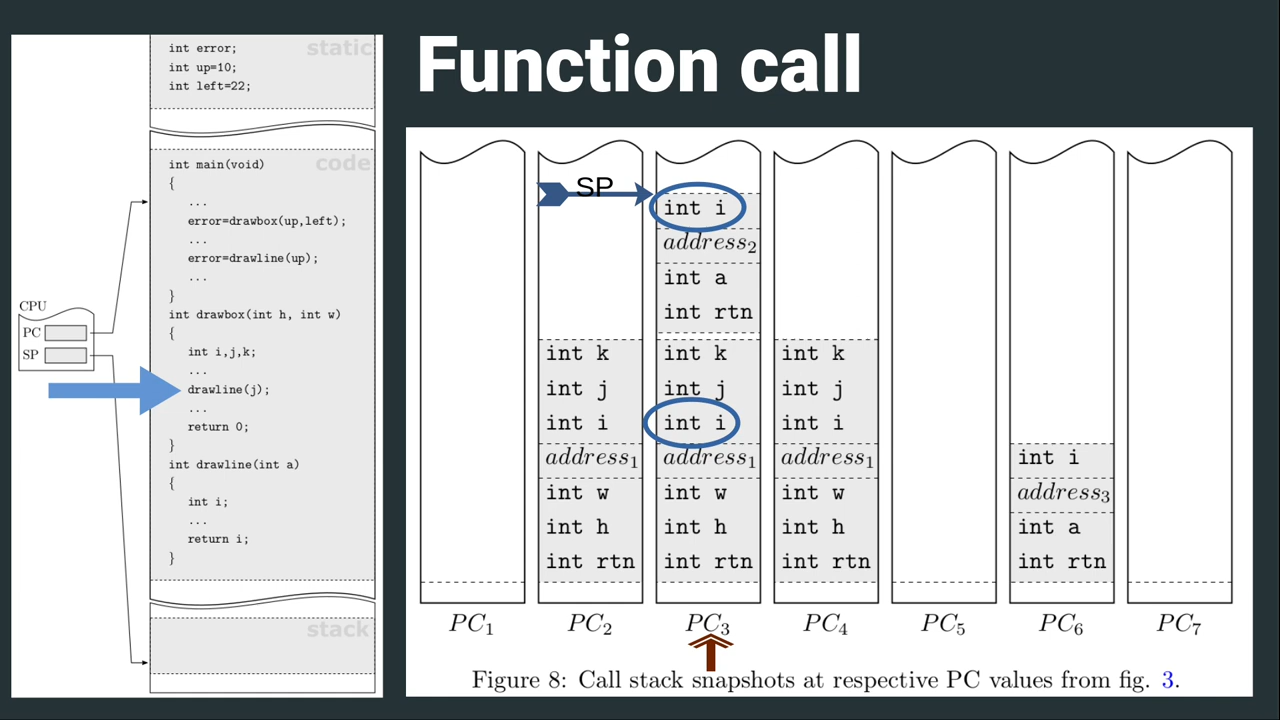 Function call
int error;
static
int up=10;
int left=22;
code
int main(void)
{
...
error=drawbox(up,left);
...
error=drawline(up);
...
}
int drawbox(int h, int w)
{
int i,j,k;
...
drawline(j);
...
return 0;
}
int drawline(int a)
{
int i;
...
return i;
}
stack
CPU
PC
SP
SP
int i
address2
int a
int rtn
int k int k int k
int j int j int j
int i int i int i
address1 address1 address1 int i
int w int w int w address3
int h int h int h int a
int rtn int rtn int rtn int rtn
PC1 PC2 PC3 PC4 PC5 PC6 PC7
Figure 8: Call stack snapshots at respective PC values from fig. 3.